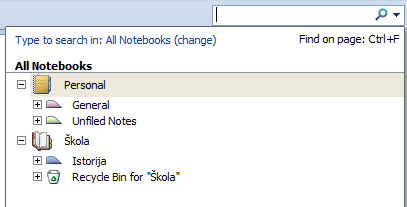 Type to search in: All Notebooks (change) Find on page: Ctrl+F
All Notebooks
Personal
General
Unfiled Notes
Škola
Istorija
Recycle Bin for "Škola"